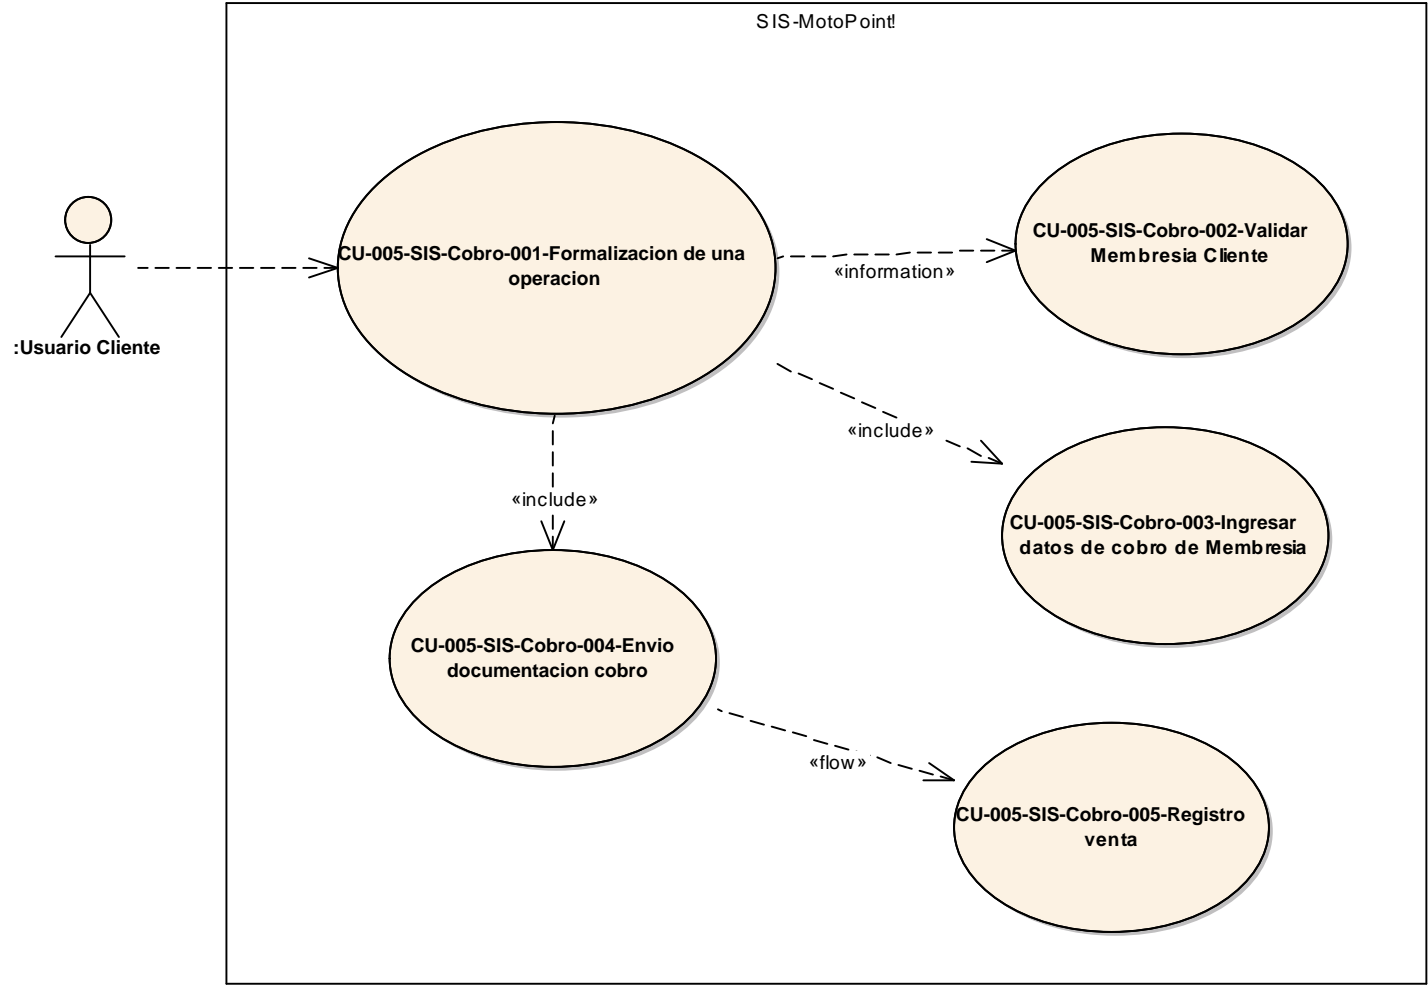 SIS-MotoPoint!
CU-005-SIS-Cobro-001-Formalizacion de una
operacion
CU-005-SIS-Cobro-002-Validar
Membresia Cliente
«information»
:Usuario Cliente
«include»
«include»
CU-005-SIS-Cobro-003-Ingresar
datos de cobro de Membresia
CU-005-SIS-Cobro-004-Envio
documentacion cobro
«flow»
CU-005-SIS-Cobro-005-Registro
venta